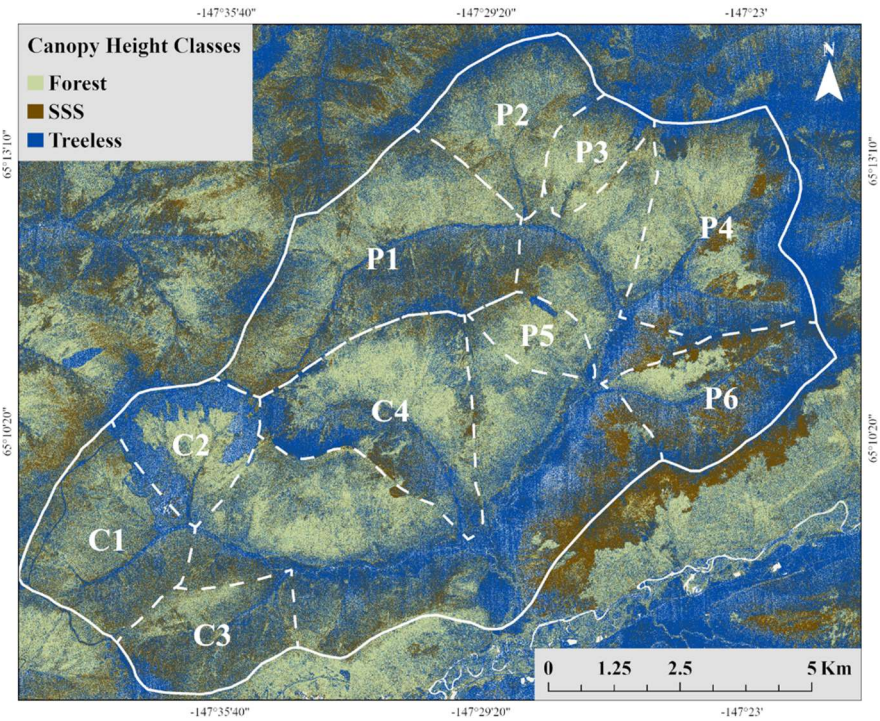 -147°35'40" -147°29'20" -147°23'
Canopy Height Classes
Forest
SSS
Treeless
N
65°13'10" 65°13'10"
P2
P3
P4
P1
P5
P6
C4
C2
C1
C3
65°10'20" 65°10'20"
0 1.25 2.5 5 Km
-147°35'40" -147°29'20" -147°23'